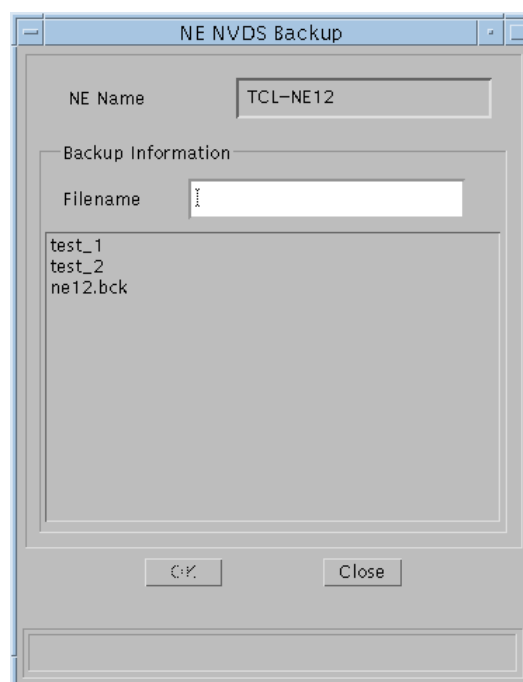 NE NVDS Backup
NE Name TCL-NE12
Backup Information
Filename
test_1
test_2
ne12.bck
OK Close